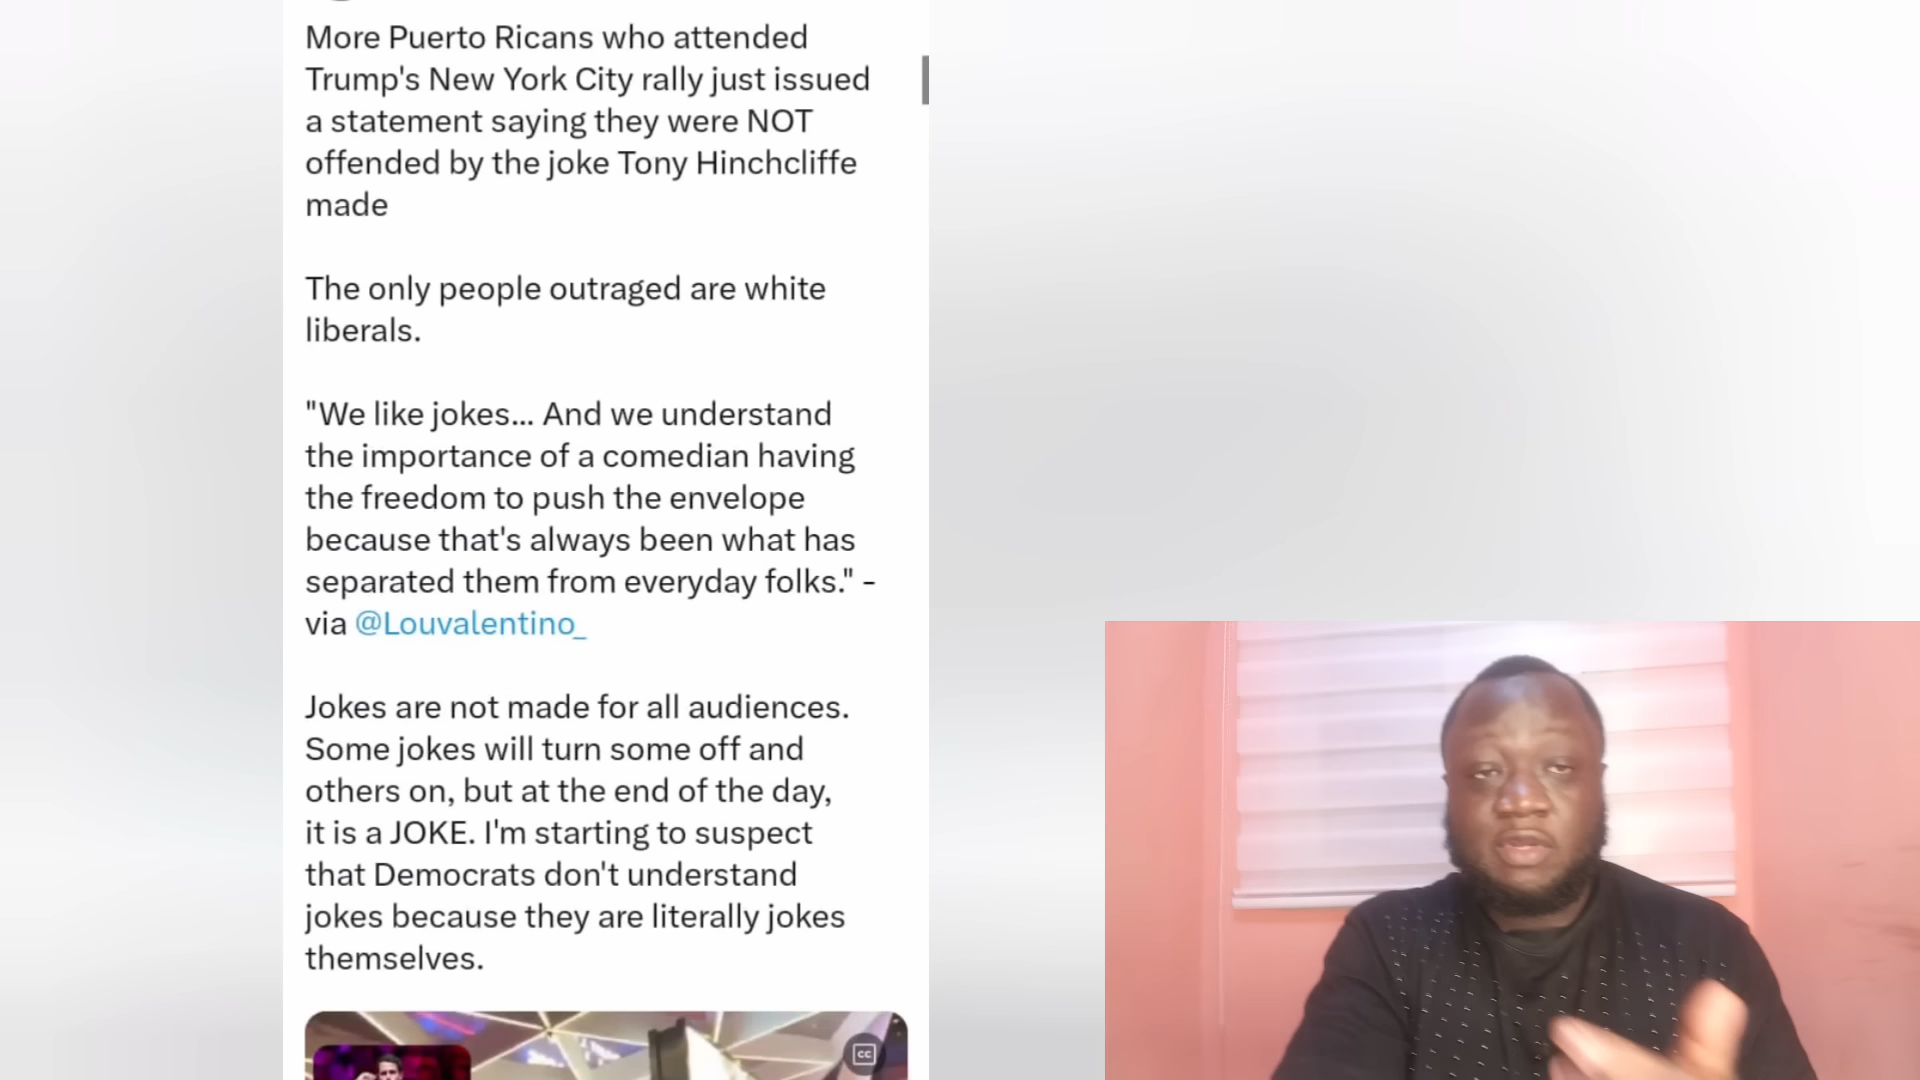 More Puerto Ricans who attended
Trump's New York City rally just issued
a statement saying they were NOT
offended by the joke Tony Hinchcliffe
made
The only people outraged are white
liberals.
"We like jokes... And we understand
the importance of a comedian having
the freedom to push the envelope
because that's always been what has
separated them from everyday folks." -
via @Louvalentino_
Jokes are not made for all audiences.
Some jokes will turn some off and
others on, but at the end of the day,
it is a JOKE. I'm starting to suspect
that Democrats don't understand
jokes because they are literally jokes
themselves.
CC